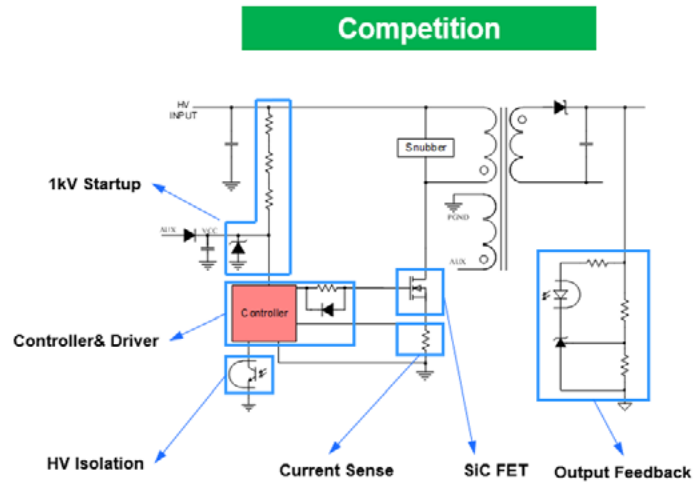 Competition
HV
INPUT
Snubber
1kV Startup
AUX
VCC
PGND
AUX
Controller
Controller& Driver
HV Isolation
Current Sense
SiC FET
Output Feedback